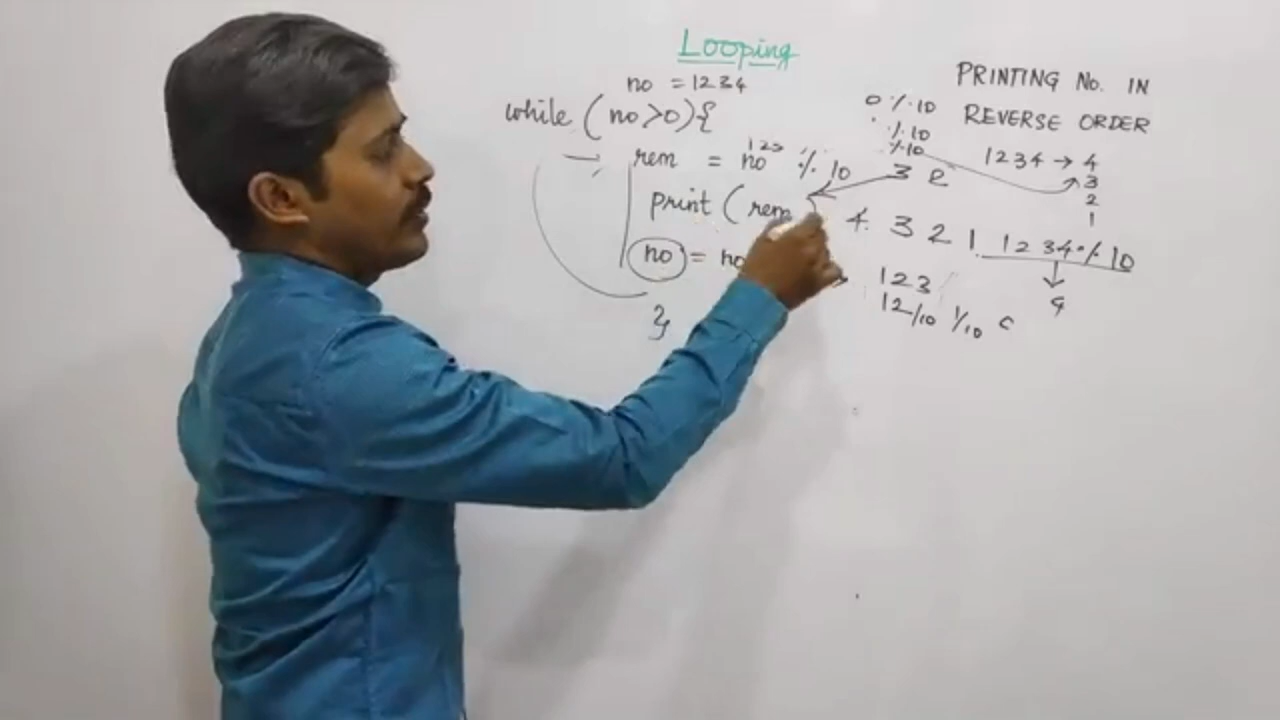 Looping
no = 1234
while ( no>0){
rem = no % 10
123
print ( rem
no = no
}
PRINTING No. IN
REVERSE ORDER
1234 → 4
3
2
1
0 % 10
% 10
% 10
3
4 3 2 1
1234 % 10
4
123
12/10 1/10